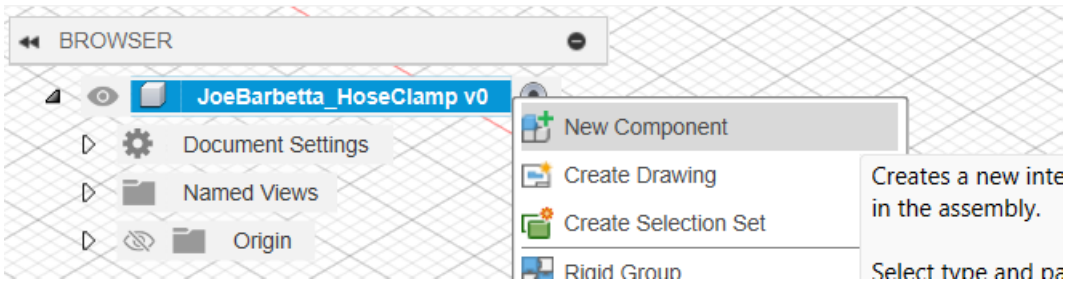 BROWSER
JoeBarbetta_HoseClamp v0
New Component
Document Settings
Create Drawing
Creates a new inte
Named Views
Create Selection Set
in the assembly.
Origin
Rigid Group
Select type and pa